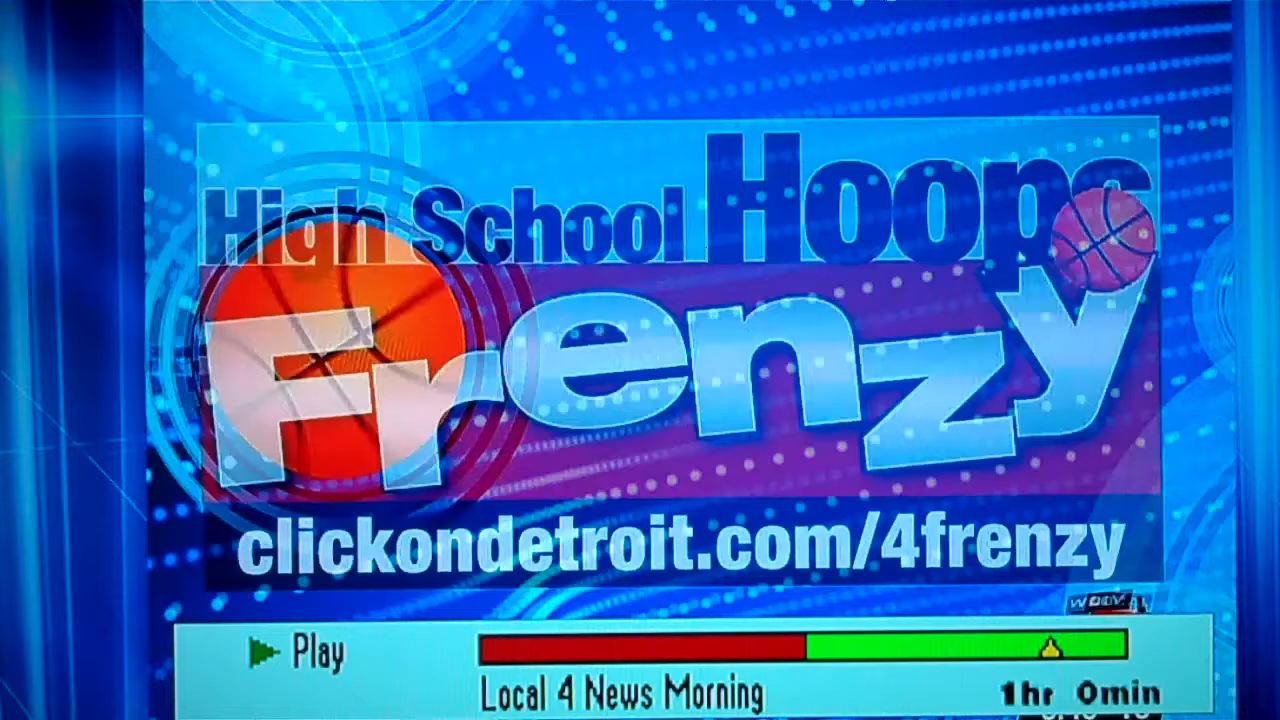 High School Hoops
Frenzy
clickondetroit.com/4frenzy
Play
Local 4 News Morning
1hr 0min